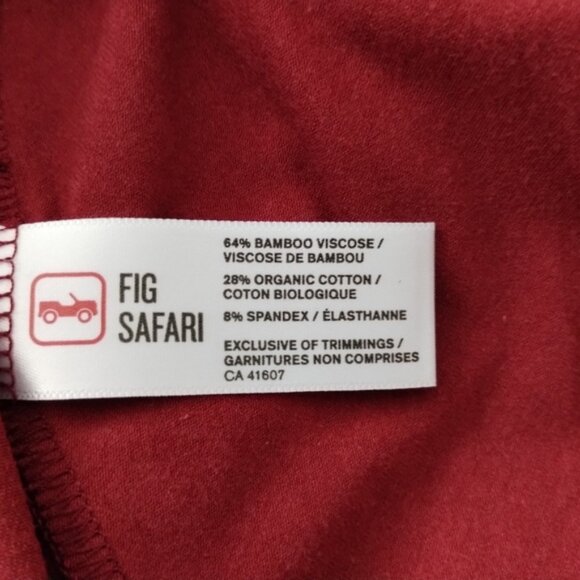 FIG
SAFARI
64% BAMBOO VISCOSE /
VISCOSE DE BAMBOU
28% ORGANIC COTTON /
COTON BIOLOGIQUE
8% SPANDEX / ÉLASTHANNE
EXCLUSIVE OF TRIMMINGS /
GARNITURES NON COMPRISES
CA 41607